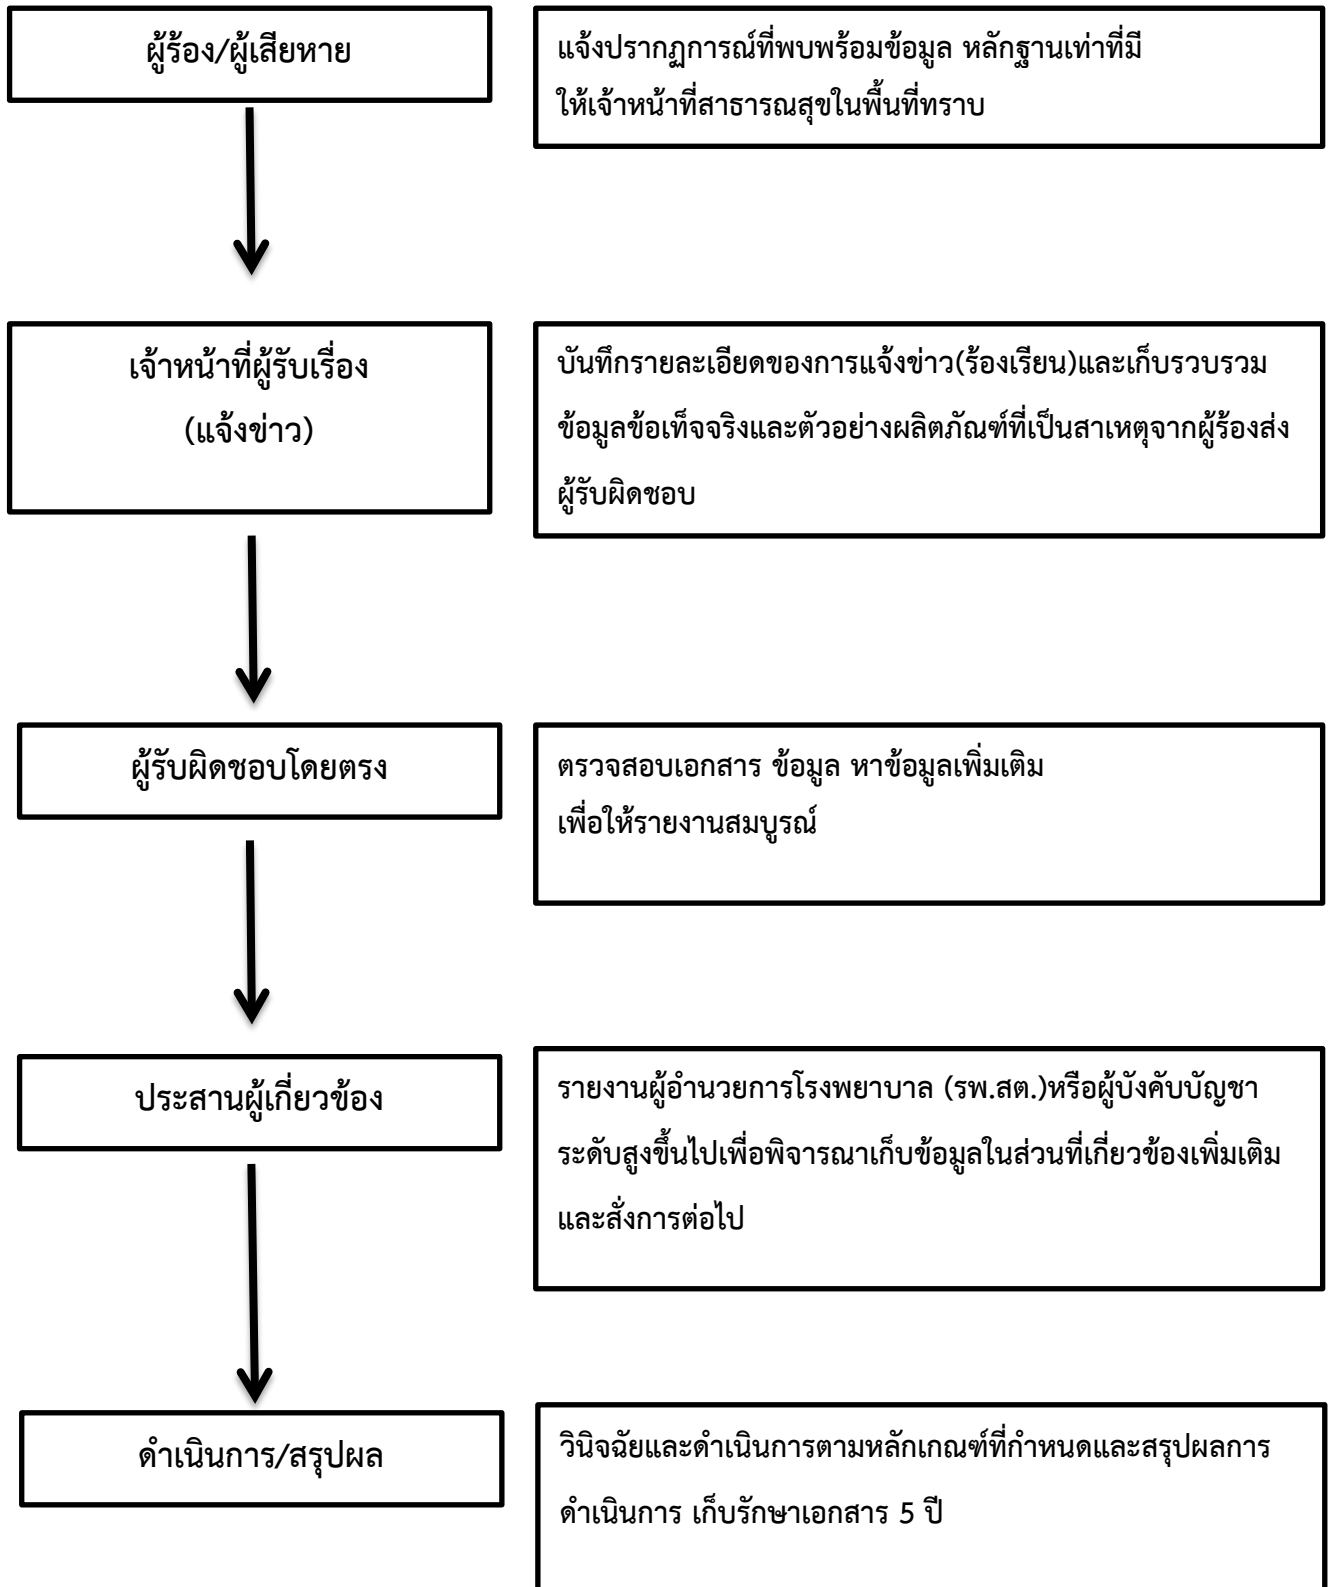 ผู้ร้อง/ผู้เสียหาย
แจ้งปรากฏการณ์ที่พบพร้อมข้อมูล หลักฐานเท่าที่มี
ให้เจ้าหน้าที่สาธารณสุขในพื้นที่ทราบ
เจ้าหน้าที่ผู้รับเรื่อง
(แจ้งข่าว)
บันทึกรายละเอียดของการแจ้งข่าว(ร้องเรียน)และเก็บรวบรวม
ข้อมูลข้อเท็จจริงและตัวอย่างผลิตภัณฑ์ที่เป็นสาเหตุจากผู้ร้องส่ง
ผู้รับผิดชอบ
ผู้รับผิดชอบโดยตรง
ตรวจสอบเอกสาร ข้อมูล หาข้อมูลเพิ่มเติม
เพื่อให้รายงานสมบูรณ์
ประสานผู้เกี่ยวข้อง
รายงานผู้อำนวยการโรงพยาบาล (รพ.สต.)หรือผู้บังคับบัญชา
ระดับสูงขึ้นไปเพื่อพิจารณาเก็บข้อมูลในส่วนที่เกี่ยวข้องเพิ่มเติม
และสั่งการต่อไป
ดำเนินการ/สรุปผล
วินิจฉัยและดำเนินการตามหลักเกณฑ์ที่กำหนดและสรุปผลการ
ดำเนินการ เก็บรักษาเอกสาร 5 ปี